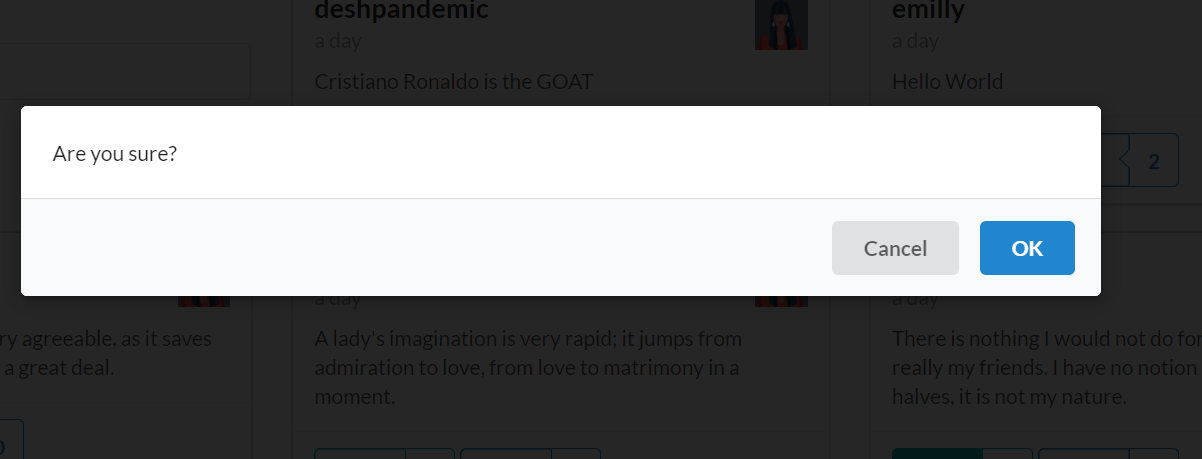 deshpandemic
a day
Cristiano Ronaldo is the GOAT
emilly
a day
Hello World
2
Are you sure?
Cancel
OK
ry agreeable, as it saves
a great deal.
a day
A lady's imagination is very rapid; it jumps from
admiration to love, from love to matrimony in a
moment.
a day
There is nothing I would not do for
really my friends. I have no notion
halves, it is not my nature.